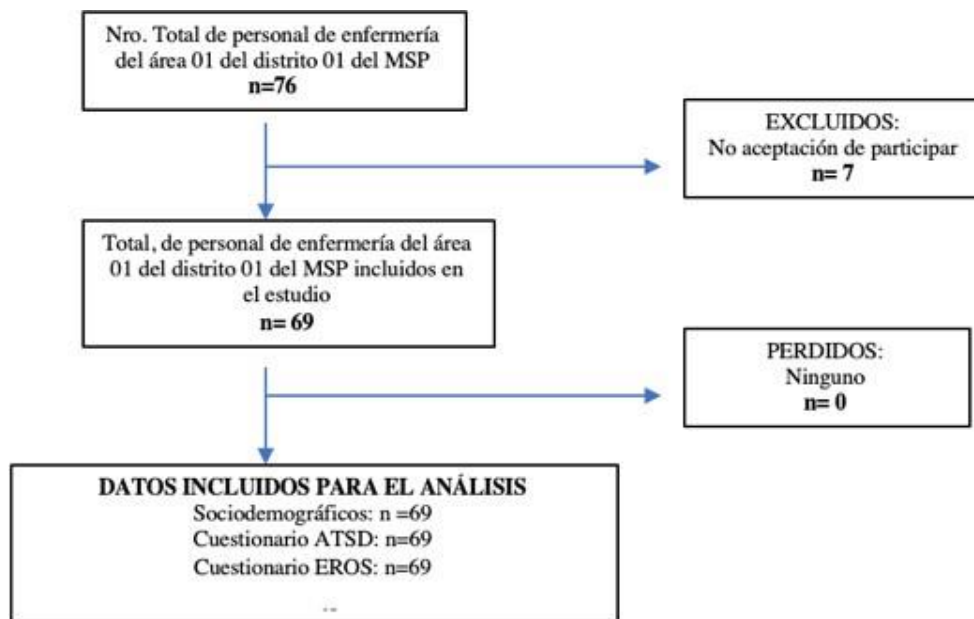 Nro. Total de personal de enfermería
del área 01 del distrito 01 del MSP
n=76
EXCLUIDOS:
No aceptación de participar
n= 7
Total, de personal de enfermería del área
01 del distrito 01 del MSP incluidos en
el estudio
n= 69
PERDIDOS:
Ninguno
n= 0
DATOS INCLUIDOS PARA EL ANÁLISIS
Sociodemográficos: n =69
Cuestionario ATSD: n=69
Cuestionario EROS: n=69